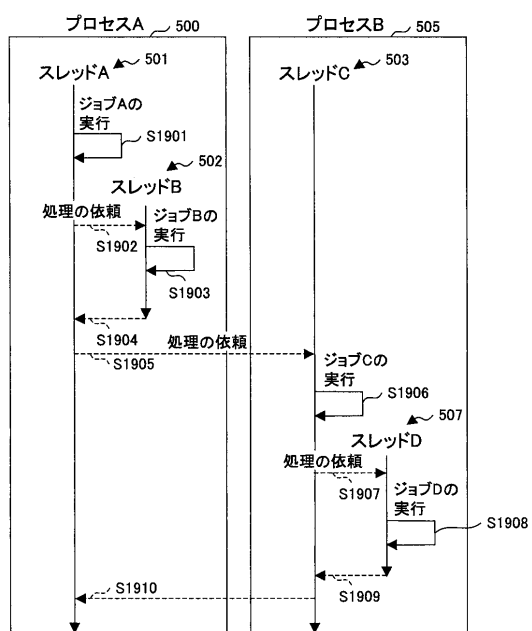 プロセスA 500
プロセスB 505
スレッドA 501
スレッドC 503
ジョブAの
実行
S1901
502
スレッドB
処理の依頼
S1902
ジョブBの
実行
S1903
S1904
処理の依頼
S1905
ジョブCの
実行
S1906
507
スレッドD
処理の依頼
S1907
ジョブDの
実行
S1908
S1909
S1910